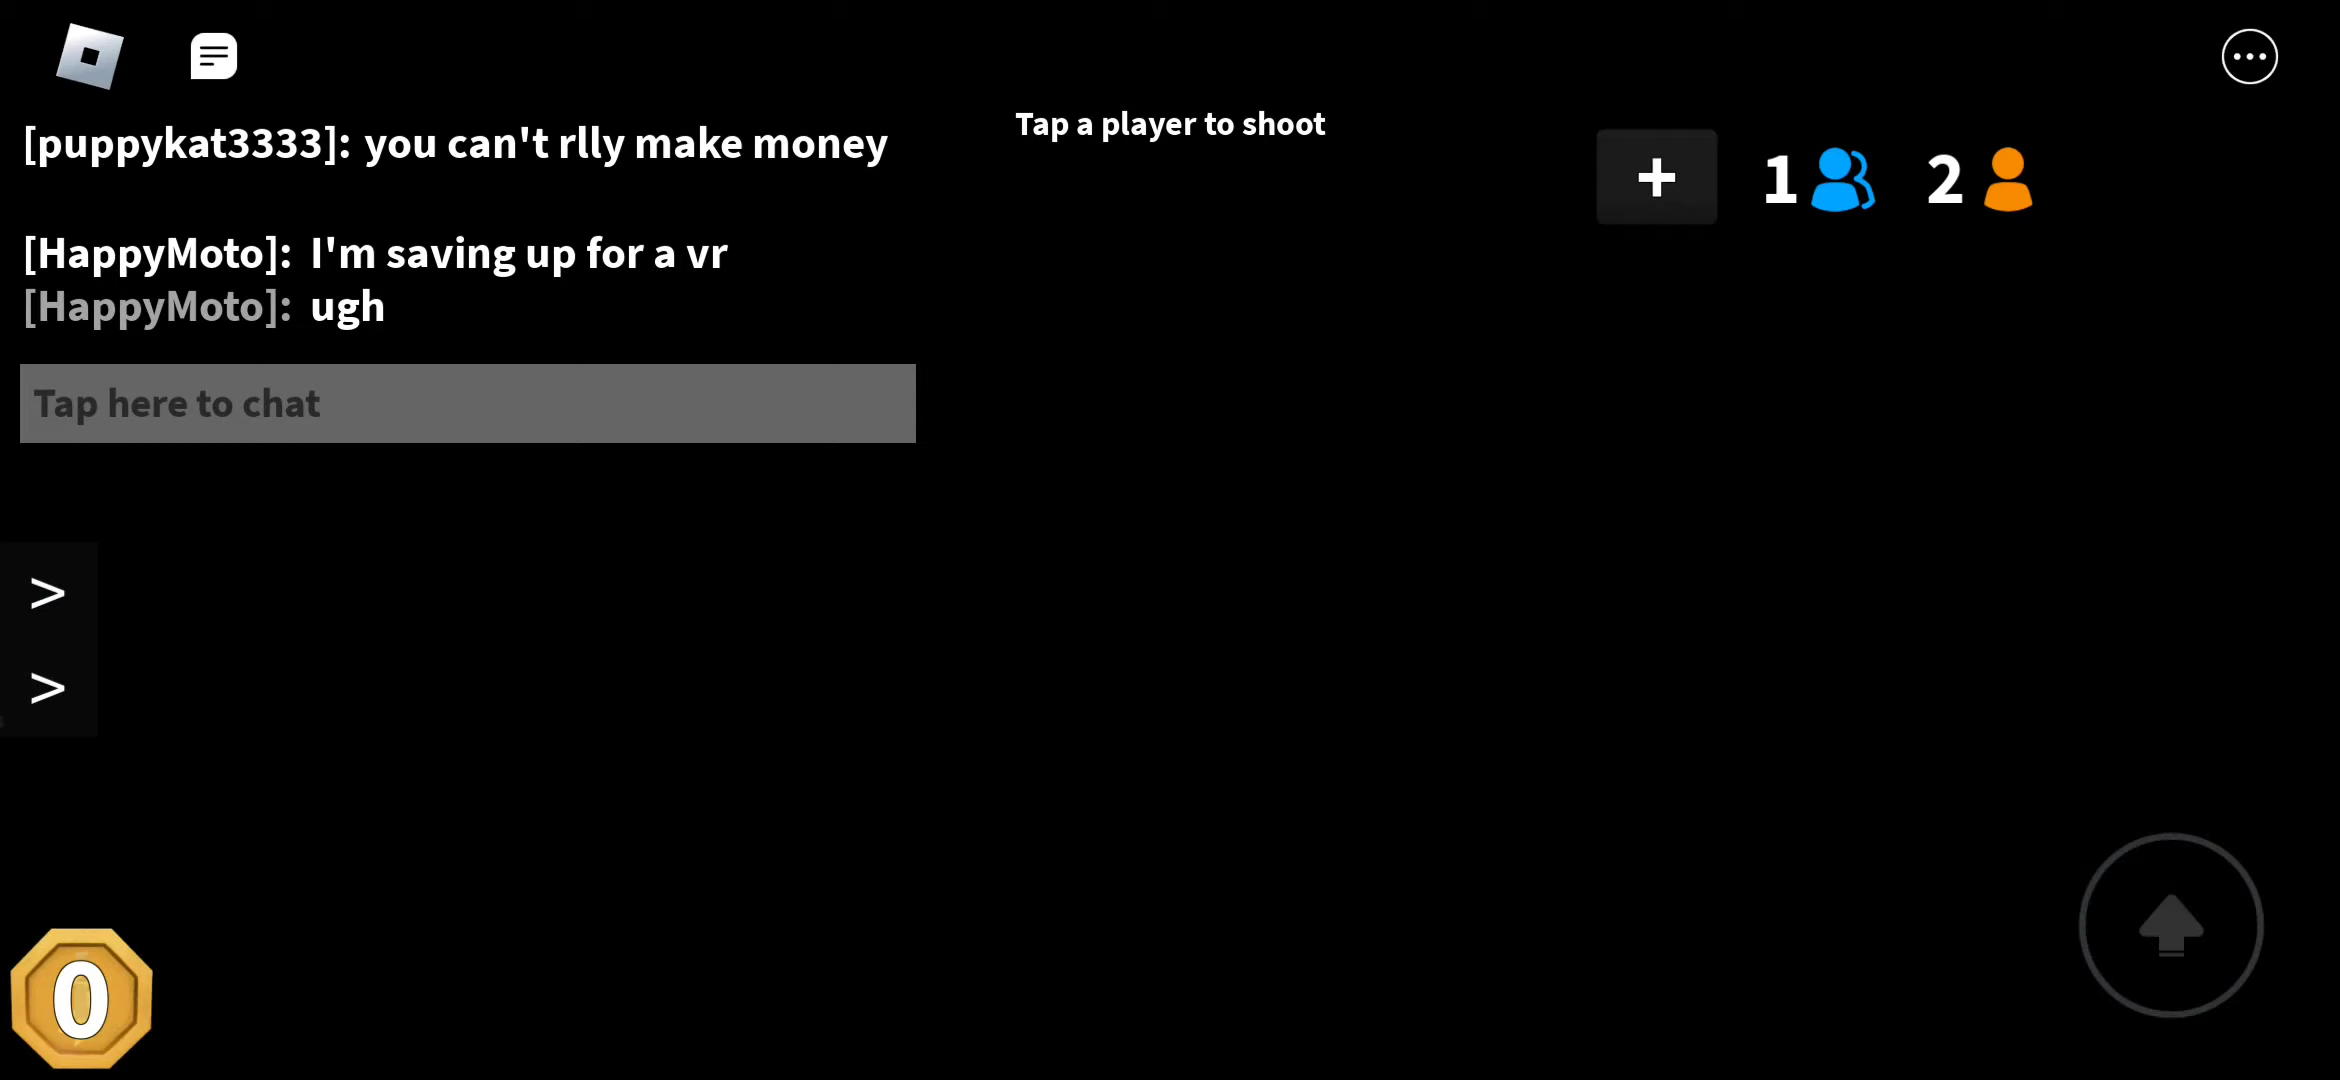 [puppykat3333]: you can't rlly make money
[HappyMoto]: I'm saving up for a vr
[HappyMoto]: ugh
Tap here to chat
Tap a player to shoot
+ 1 2
>
>
0